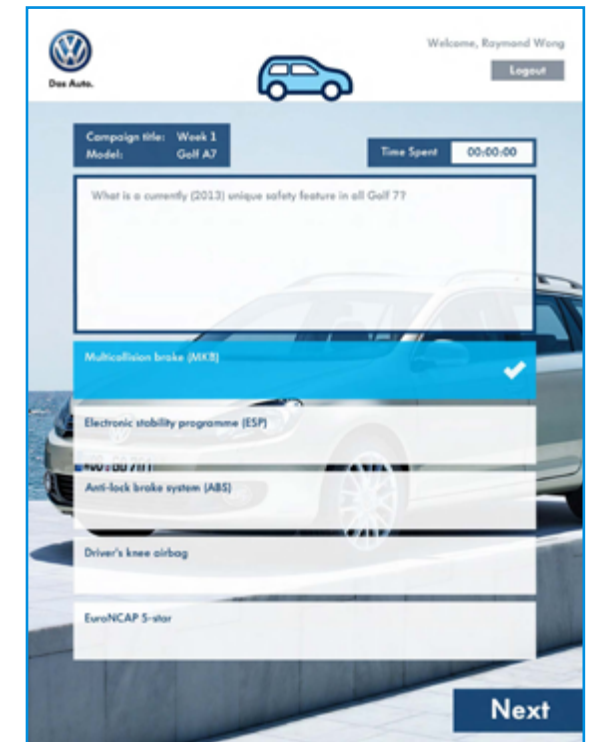 Welcome, Raymond Wong
Das Auto.
Logout
Campaign title: Week 1
Model: Golf A7
Time Spent 00:00:00
What is a currently (2013) unique safety feature in all Golf 7?
Multicollision brake (MKB)
Electronic stability programme (ESP)
Anti-lock brake system (ABS)
Driver's knee airbag
EuroNCAP 5-star
Next